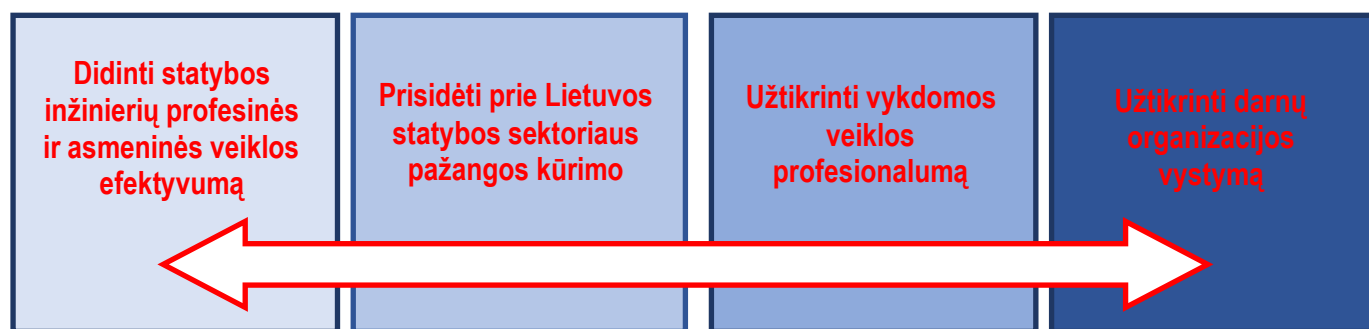 Didinti statybos
inžinierių profesinės
ir asmeninės veiklos
efektyvumą
Prisidėti prie Lietuvos
statybos sektoriaus
pažangos kūrimo
Užtikrinti vykdomos
veiklos
profesionalumą
Užtikrinti darnų
organizacijos
vystymą